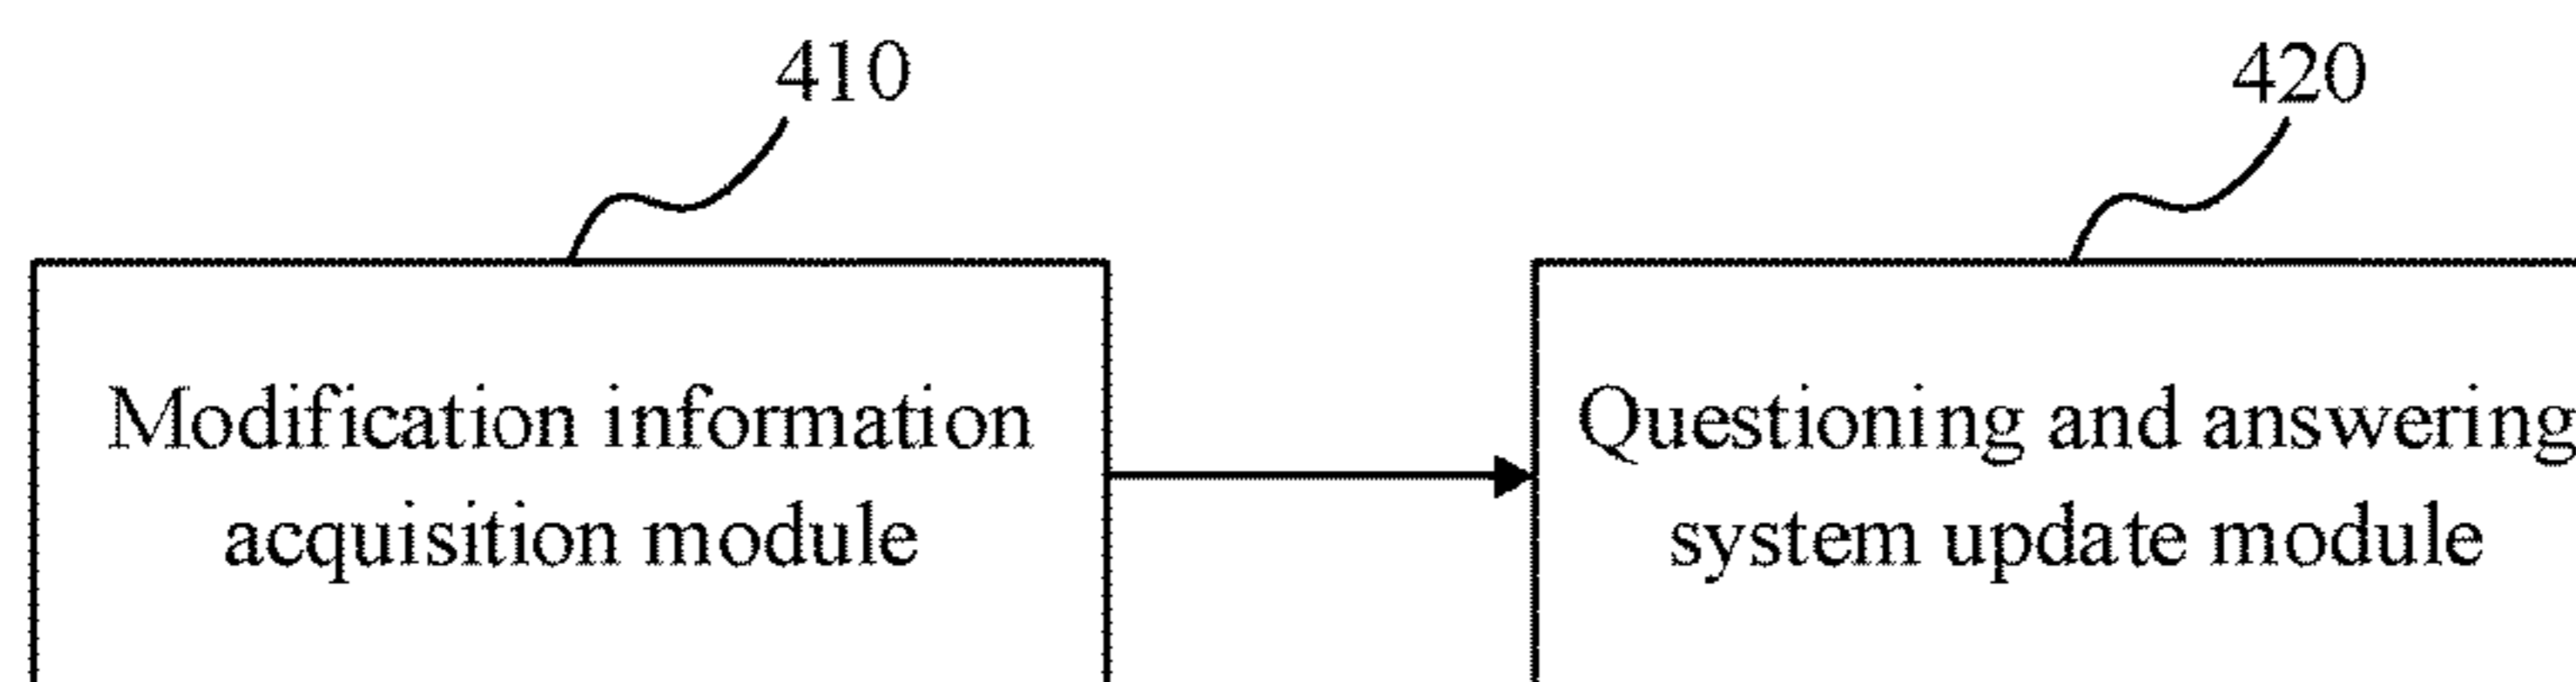 410
420
Modification information
acquisition module
Questioning and answering
system update module